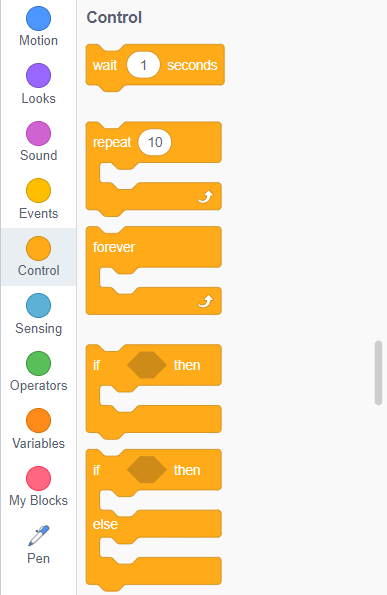 Motion
Looks
Sound
Events
Control
Sensing
Operators
Variables
My Blocks
Pen
Control
wait 1 seconds
repeat 10
forever
if then
if then
else